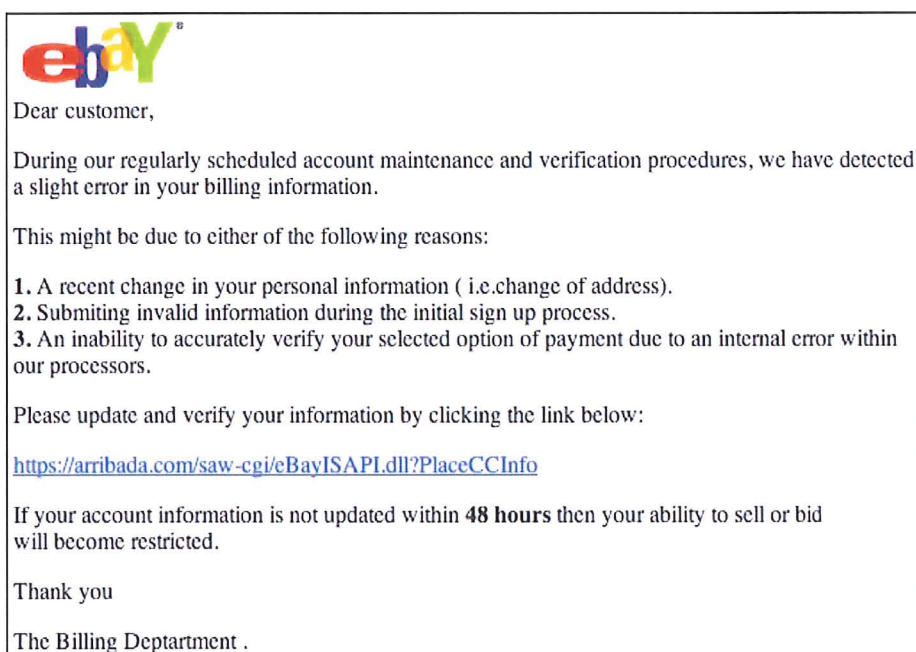 ebaY®
Dear customer,
During our regularly scheduled account maintenance and verification procedures, we have detected
a slight error in your billing information.
This might be due to either of the following reasons:
1. A recent change in your personal information ( i.e.change of address).
2. Submiting invalid information during the initial sign up process.
3. An inability to accurately verify your selected option of payment due to an internal error within
our processors.
Please update and verify your information by clicking the link below:
https://arribada.com/saw-cgi/eBayISAPI.dll?PlaceCCInfo
If your account information is not updated within 48 hours then your ability to sell or bid
will become restricted.
Thank you
The Billing Deptartment .